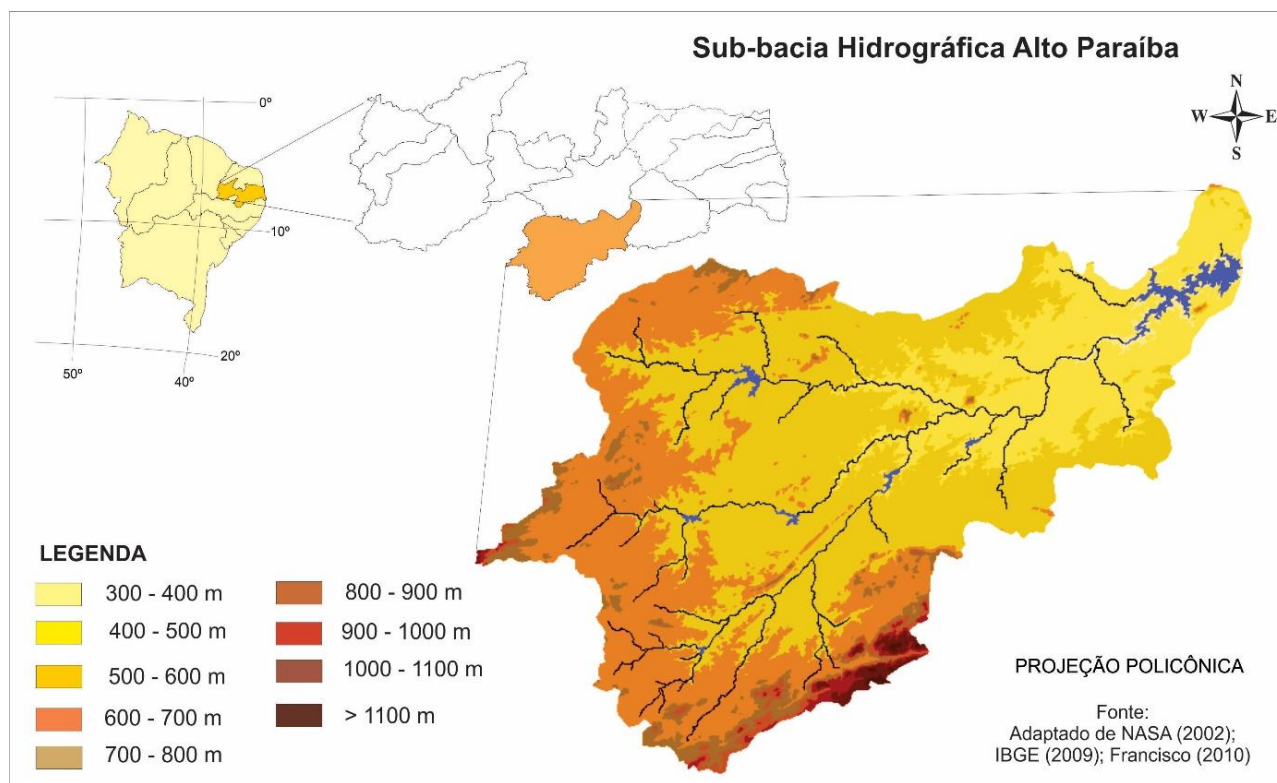 Sub-bacia Hidrográfica Alto Paraíba
N
W E
S
0º
10º
20º
50º
40º
LEGENDA
300 - 400 m
400 - 500 m
500 - 600 m
600 - 700 m
700 - 800 m
800 - 900 m
900 - 1000 m
1000 - 1100 m
> 1100 m
PROJEÇÃO POLICÔNICA
Fonte:
Adaptado de NASA (2002);
IBGE (2009); Francisco (2010)